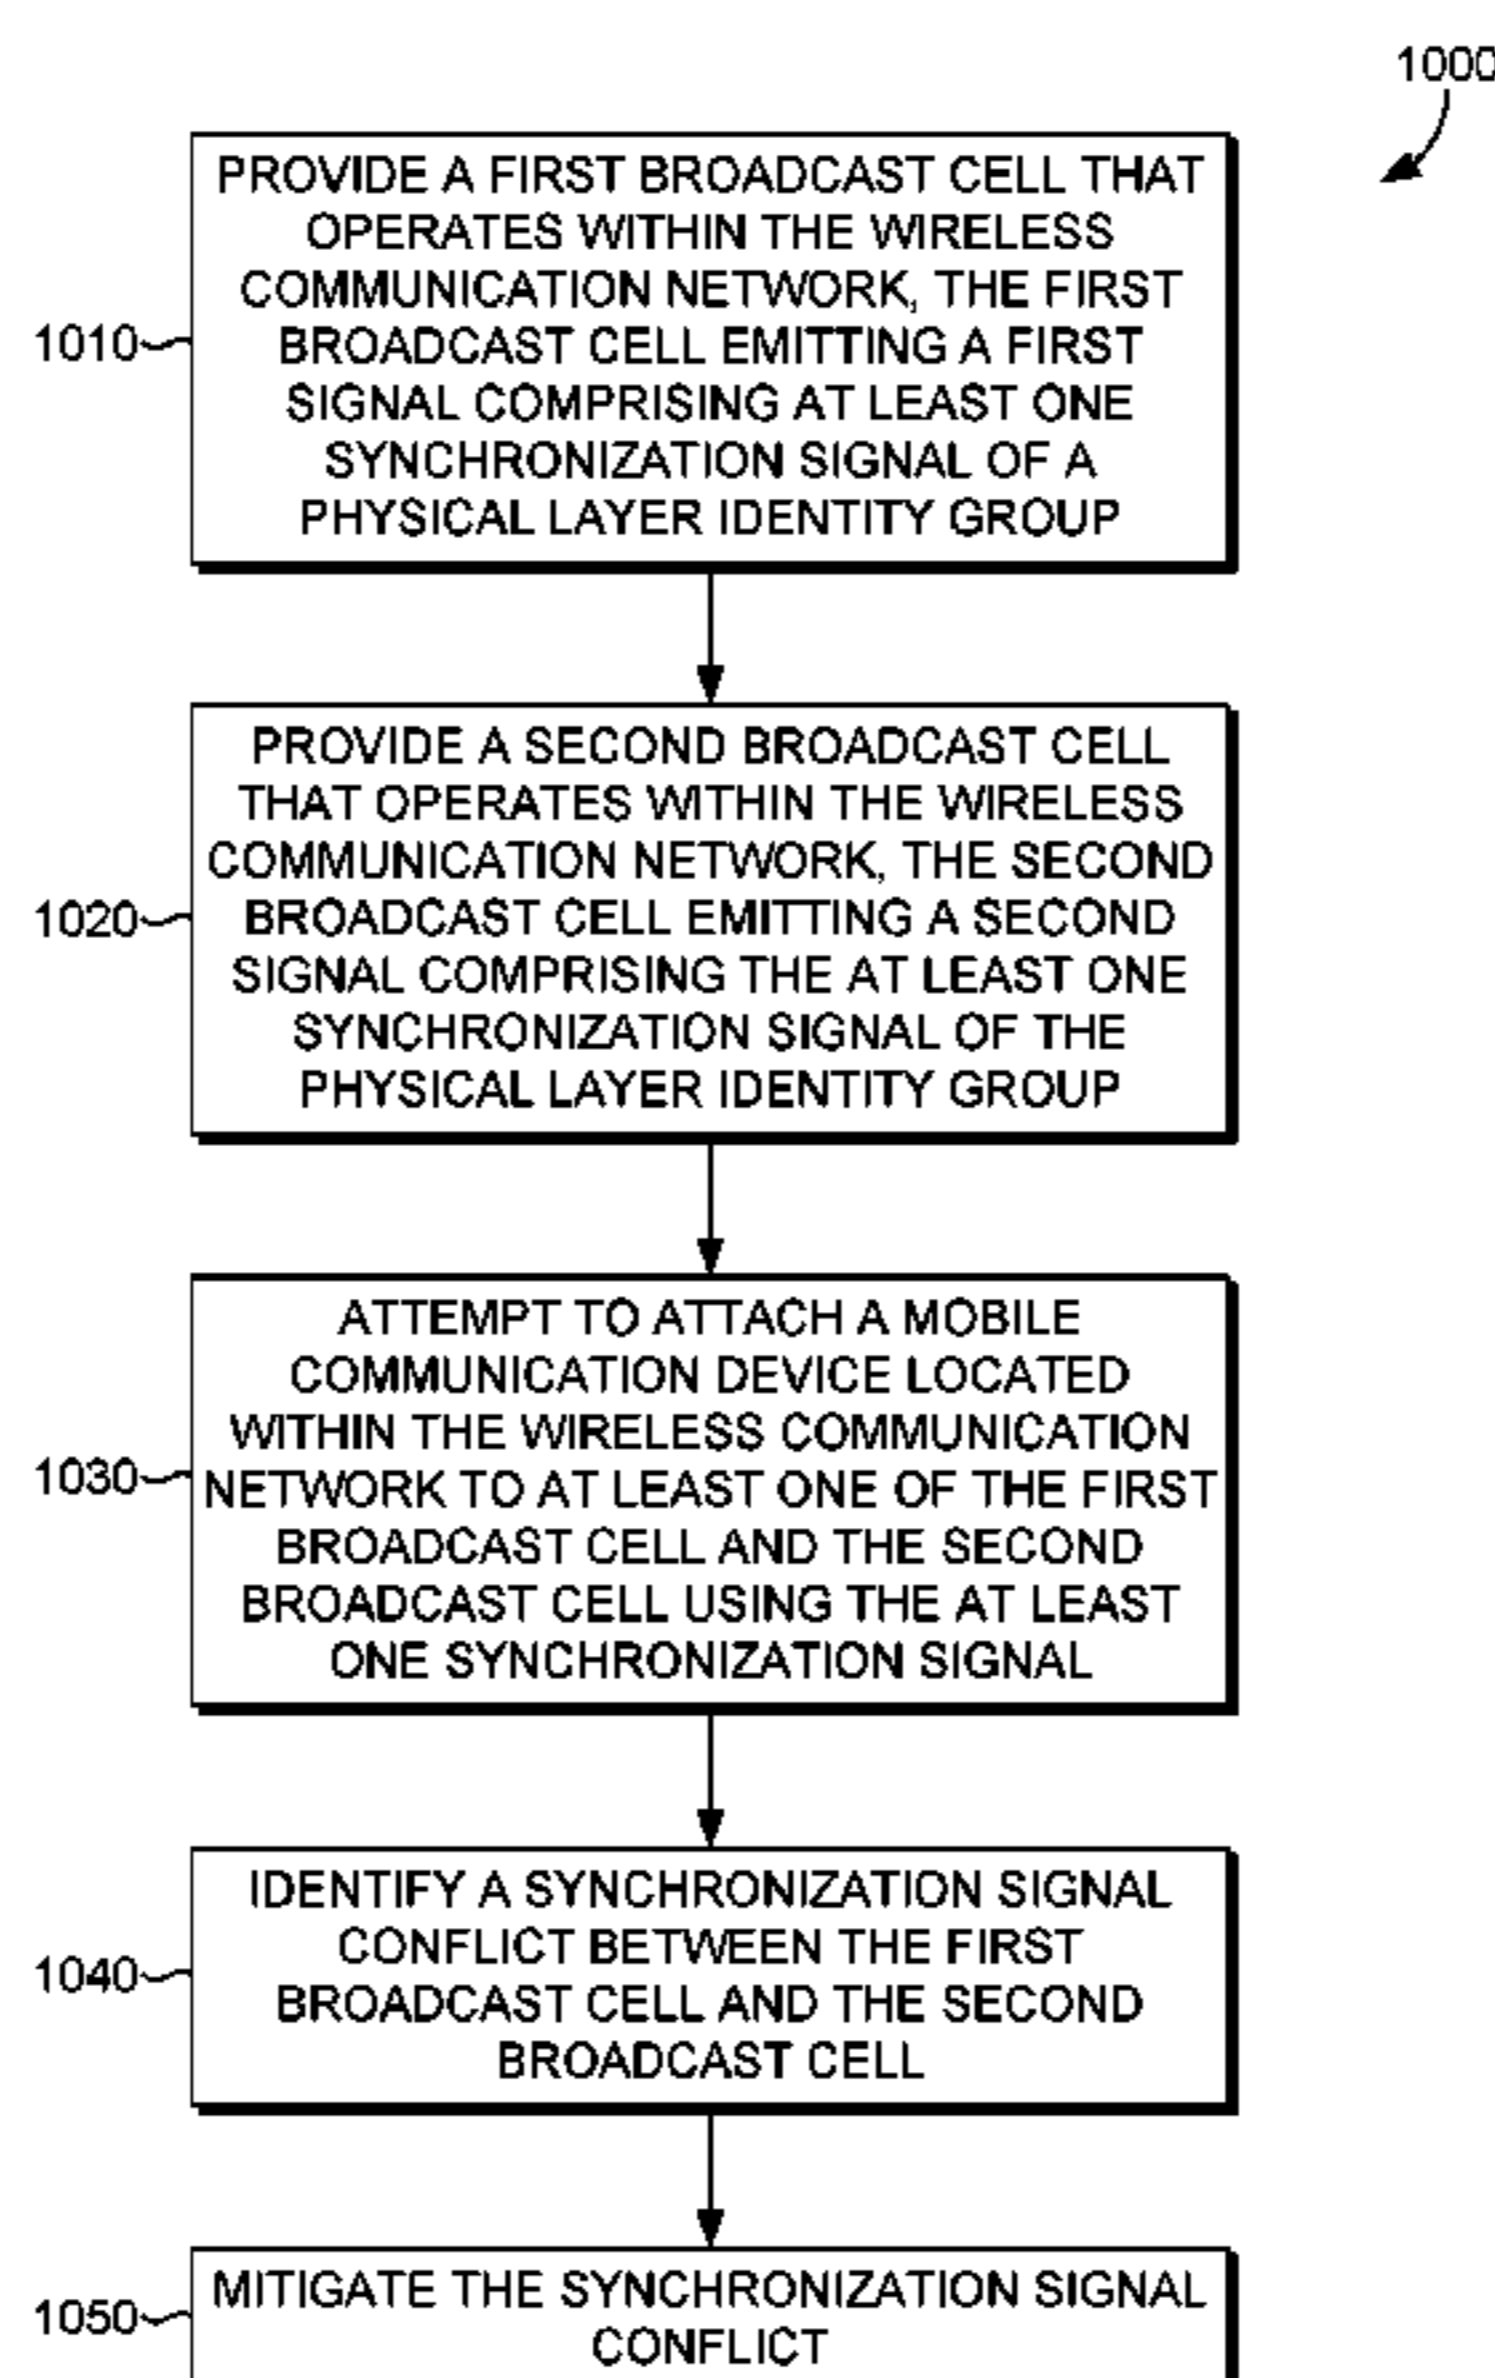 1000
PROVIDE A FIRST BROADCAST CELL THAT
OPERATES WITHIN THE WIRELESS
COMMUNICATION NETWORK, THE FIRST
1010
BROADCAST CELL EMITTING A FIRST
SIGNAL COMPRISING AT LEAST ONE
SYNCHRONIZATION SIGNAL OF A
PHYSICAL LAYER IDENTITY GROUP
PROVIDE A SECOND BROADCAST CELL
THAT OPERATES WITHIN THE WIRELESS
COMMUNICATION NETWORK, THE SECOND
1020
BROADCAST CELL EMITTING A SECOND
SIGNAL COMPRISING THE AT LEAST ONE
SYNCHRONIZATION SIGNAL OF THE
PHYSICAL LAYER IDENTITY GROUP
ATTEMPT TO ATTACH A MOBILE
COMMUNICATION DEVICE LOCATED
WITHIN THE WIRELESS COMMUNICATION
1030
NETWORK TO AT LEAST ONE OF THE FIRST
BROADCAST CELL AND THE SECOND
BROADCAST CELL USING THE AT LEAST
ONE SYNCHRONIZATION SIGNAL
IDENTIFY A SYNCHRONIZATION SIGNAL
CONFLICT BETWEEN THE FIRST
1040
BROADCAST CELL AND THE SECOND
BROADCAST CELL
MITIGATE THE SYNCHRONIZATION SIGNAL
1050
CONFLICT